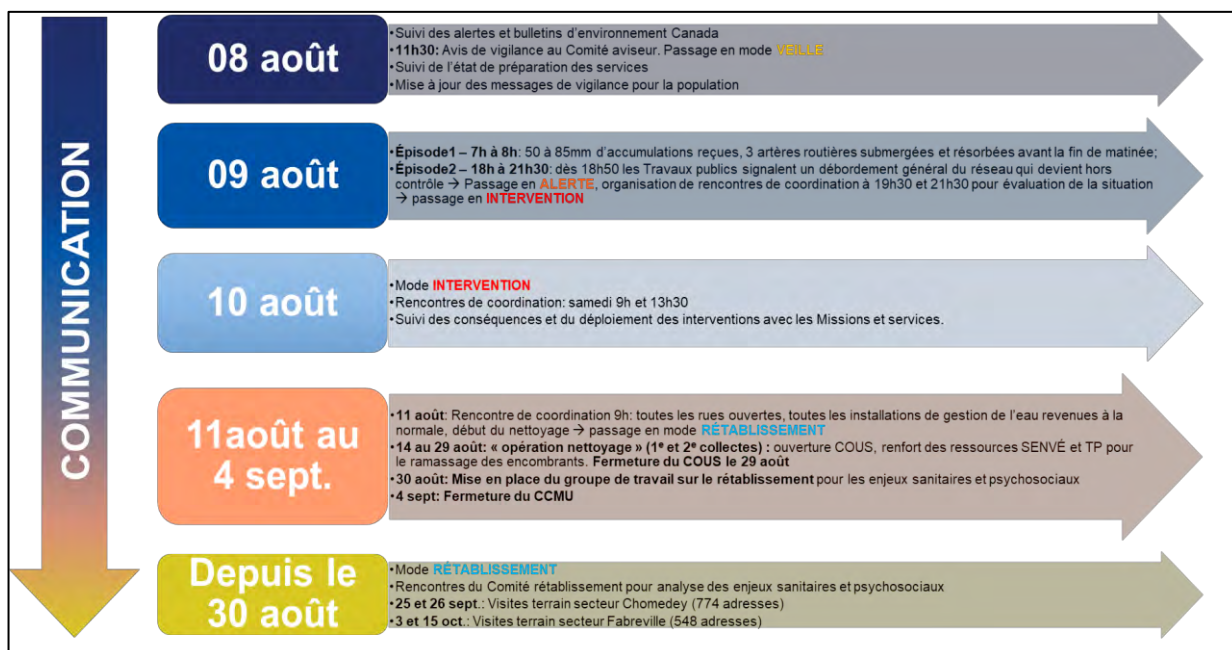 COMMUNICATION
08 août
•Suivi des alertes et bulletins d'environnement Canada
•11h30: Avis de vigilance au Comité aviseur. Passage en mode VEILLE
•Suivi de l'état de préparation des services
•Mise à jour des messages de vigilance pour la population
09 août
•Épisode1 – 7h à 8h: 50 à 85mm d'accumulations reçues, 3 artères routières submergées et résorbées avant la fin de matinée;
•Épisode2 – 18h à 21h30: dès 18h50 les Travaux publics signalent un débordement général du réseau qui devient hors
contrôle → Passage en ALERTE, organisation de rencontres de coordination à 19h30 et 21h30 pour évaluation de la situation
→ passage en INTERVENTION
10 août
•Mode INTERVENTION
•Rencontres de coordination: samedi 9h et 13h30
•Suivi des conséquences et du déploiement des interventions avec les Missions et services.
11août au
4 sept.
•11 août: Rencontre de coordination 9h: toutes les rues ouvertes, toutes les installations de gestion de l'eau revenues à la
normale, début du nettoyage → passage en mode RÉTABLISSEMENT
•14 au 29 août: « opération nettoyage » (1e et 2e collectes) : ouverture COUS, renfort des ressources SENVÉ et TP pour
le ramassage des encombrants. Fermeture du COUS le 29 août
•30 août: Mise en place du groupe de travail sur le rétablissement pour les enjeux sanitaires et psychosociaux
•4 sept: Fermeture du CCMU
Depuis le
30 août
•Mode RÉTABLISSEMENT
•Rencontres du Comité rétablissement pour analyse des enjeux sanitaires et psychosociaux
•25 et 26 sept.: Visites terrain secteur Chomedey (774 adresses)
•3 et 15 oct.: Visites terrain secteur Fabreville (548 adresses)